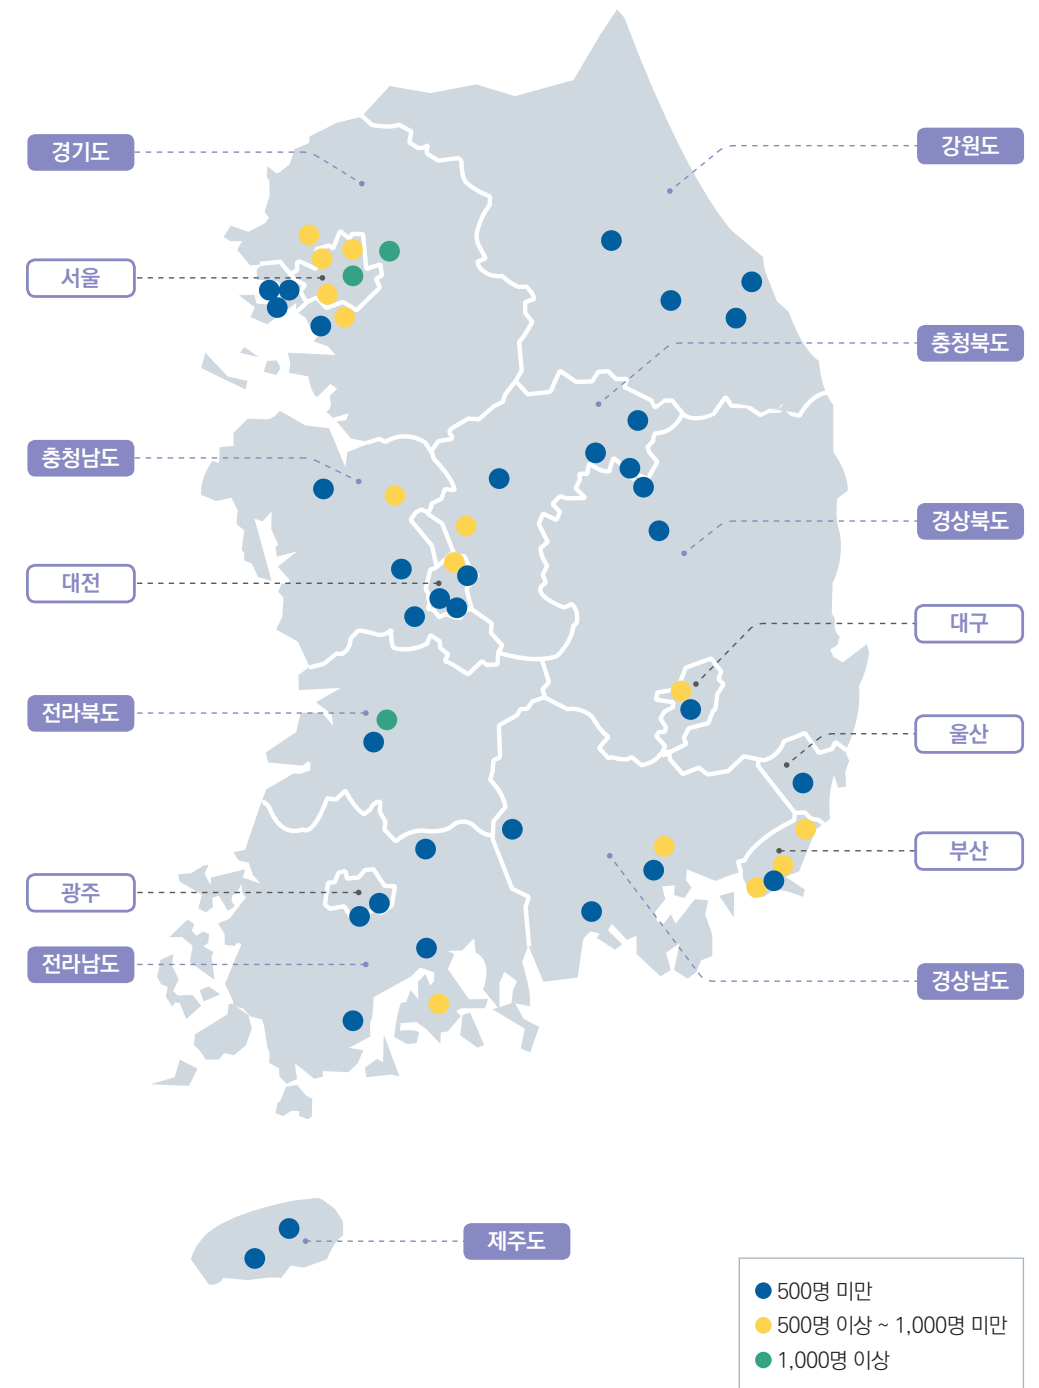 경기도
강원도
서울
충청북도
충청남도
경상북도
대전
대구
전라북도
울산
부산
광주
전라남도
경상남도
제주도
500명 미만
500명 이상 ~ 1,000명 미만
1,000명 이상